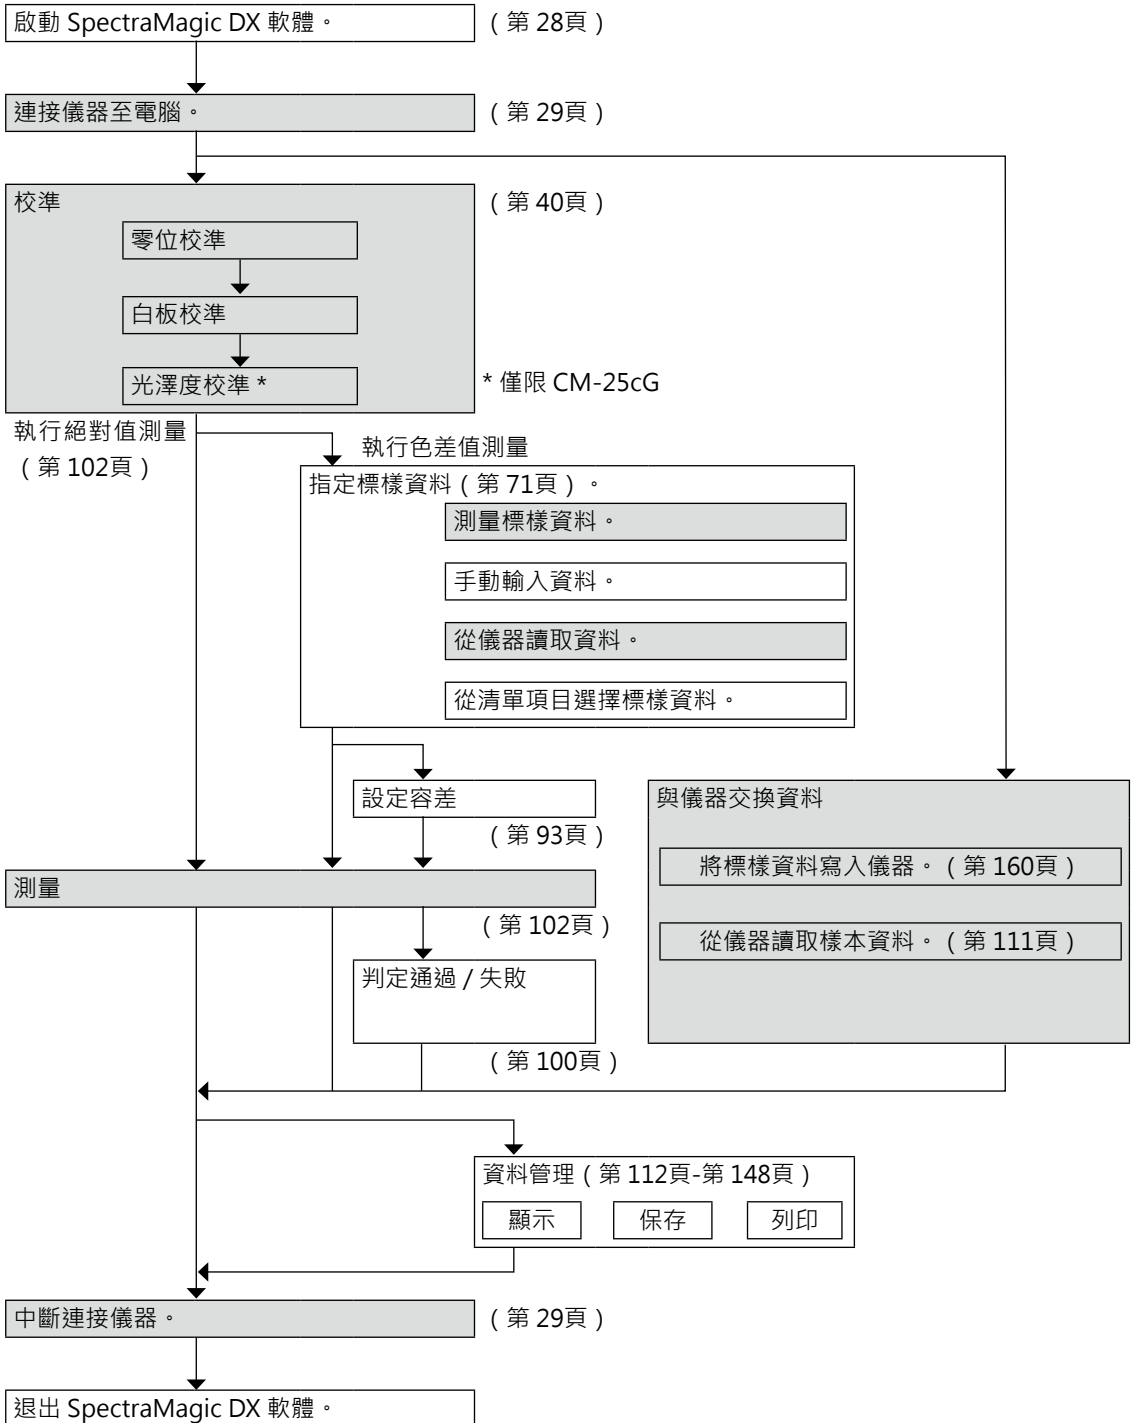 啟動 SpectraMagic DX 軟體。
(第 28頁)
連接儀器至電腦。
(第 29頁)
校準
(第 40頁)
零位校準
白板校準
光澤度校準 *
* 僅限 CM-25cG
執行絕對值測量
(第 102頁)
執行色差值測量
指定標樣資料(第 71頁)。
測量標樣資料。
手動輸入資料。
從儀器讀取資料。
從清單項目選擇標樣資料。
設定容差
(第 93頁)
與儀器交換資料
將標樣資料寫入儀器。(第 160頁)
從儀器讀取樣本資料。(第 111頁)
測量
(第 102頁)
判定通過 / 失敗
(第 100頁)
資料管理(第 112頁-第 148頁)
顯示
保存
列印
中斷連接儀器。
(第 29頁)
退出 SpectraMagic DX 軟體。